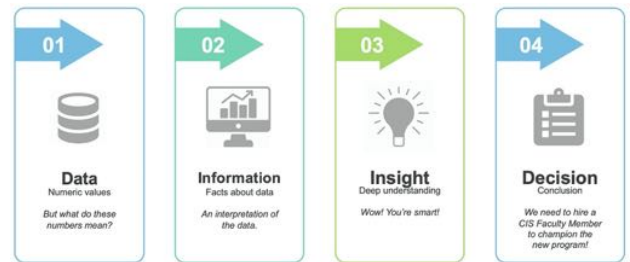 01
Data
Numeric values
But what do these
numbers mean?
02
Information
Facts about data
An interpretation of
the data.
03
Insight
Deep understanding
Wow! You're smart!
04
Decision
Conclusion
We need to hire a
CIS Faculty Member
to champion the
new program!